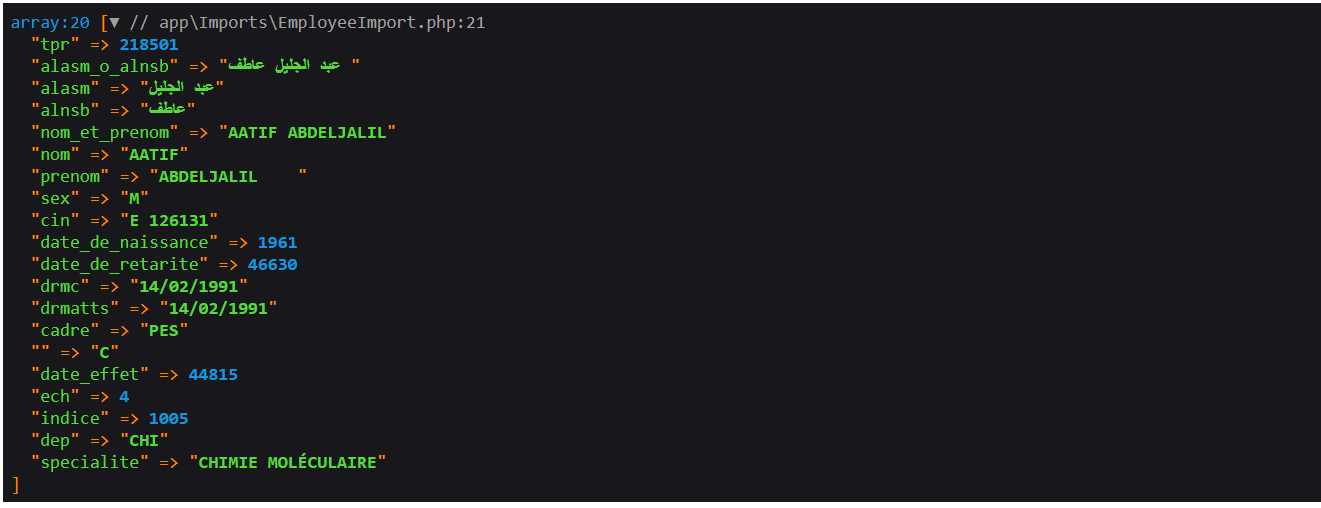 array:20 [▼ // app\Imports\EmployeeImport.php:21
"tpr" => 218501
"alasm_o_alnsb" => "عبد الجليل عاطف "
"alasm" => "عبد الجليل"
"alnsb" => "عاطف"
"nom_et_prenom" => "AATIF ABDELJALIL"
"nom" => "AATIF"
"prenom" => "ABDELJALIL    "
"sex" => "M"
"cin" => "E 126131"
"date_de_naissance" => 1961
"date_de_retarite" => 46630
"drmc" => "14/02/1991"
"drmatts" => "14/02/1991"
"cadre" => "PES"
"" => "C"
"date_effet" => 44815
"ech" => 4
"indice" => 1005
"dep" => "CHI"
"specialite" => "CHIMIE MOLÉCULAIRE"
]